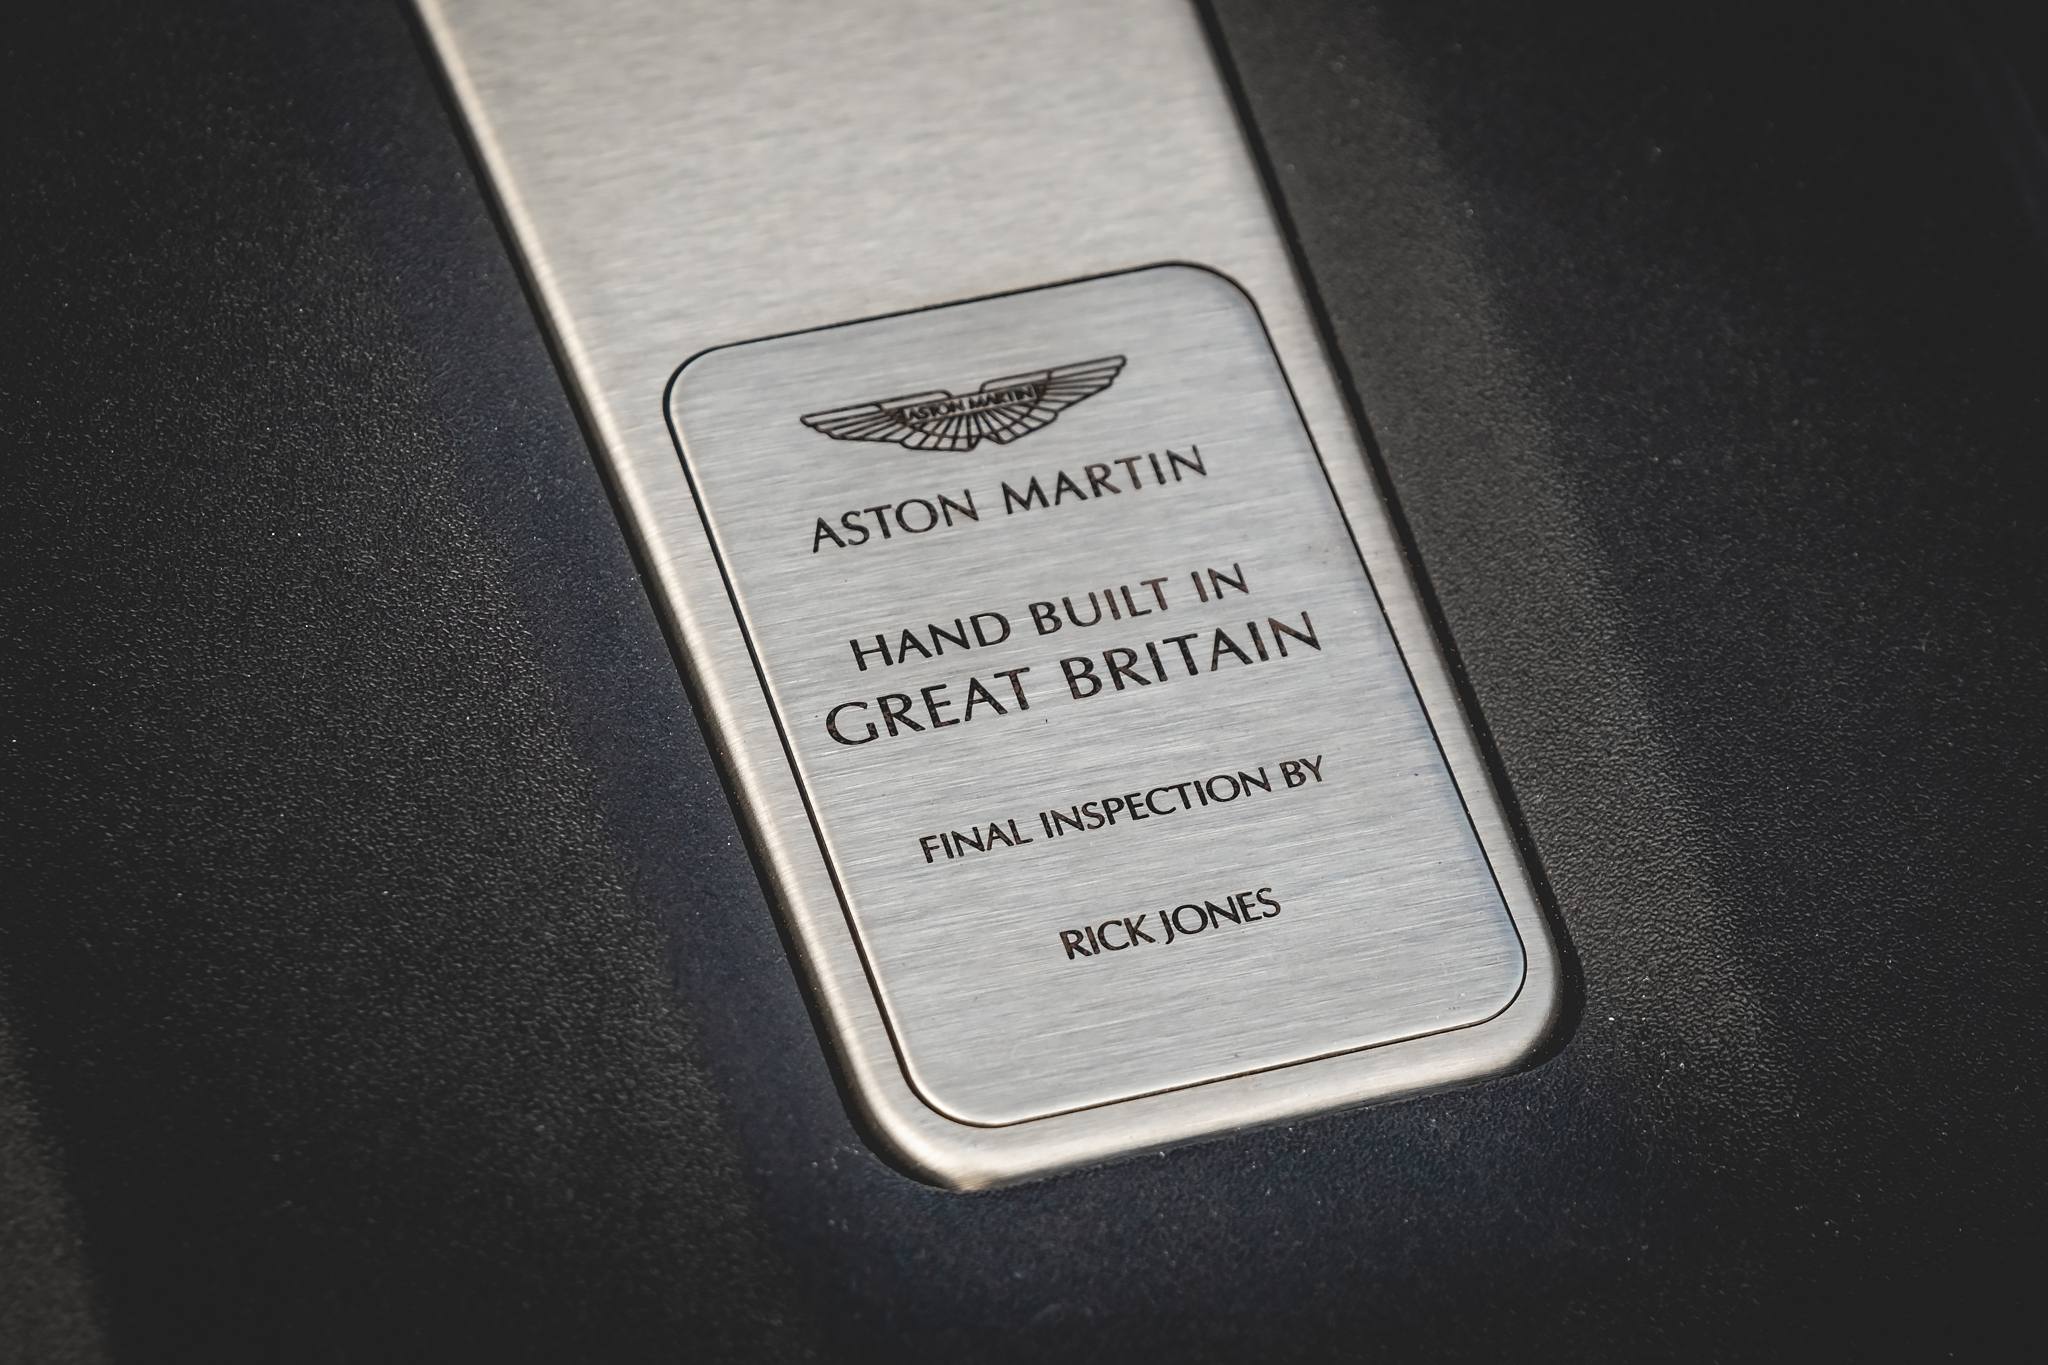 ASTON MARTIN
ASTON MARTIN
HAND BUILT IN
GREAT BRITAIN
FINAL INSPECTION BY
RICK JONES